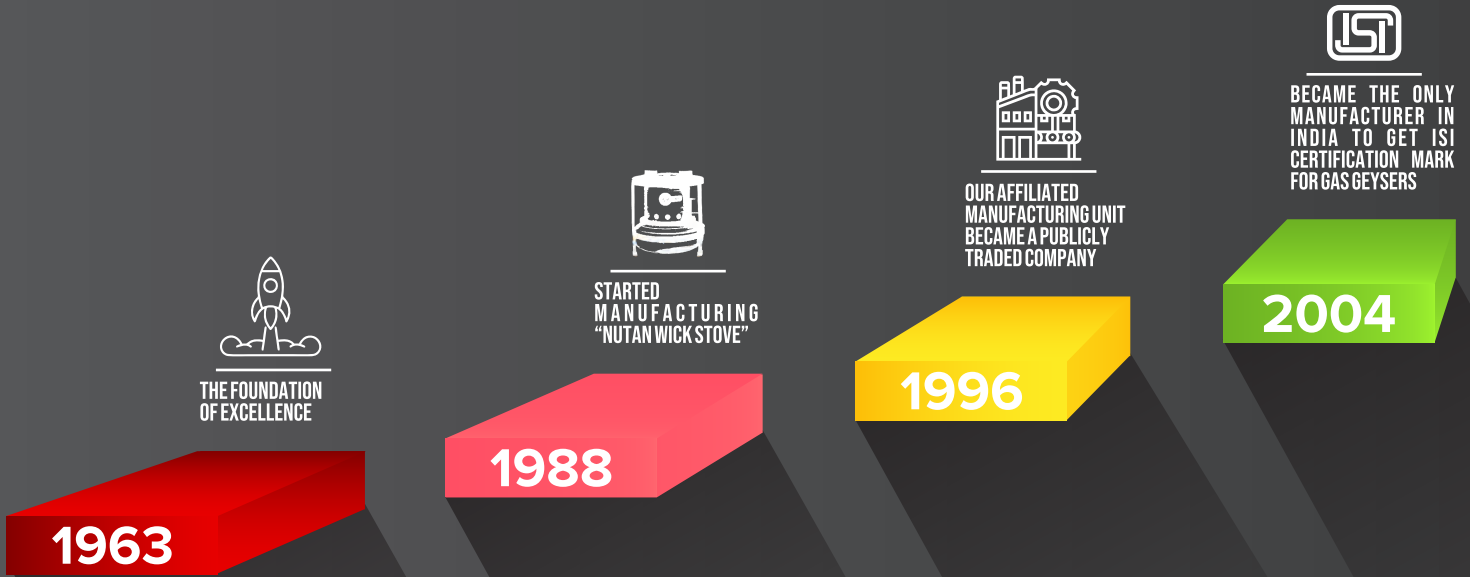 THE FOUNDATION
OF EXCELLENCE
1963
STARTED
MANUFACTURING
“NUTAN WICK STOVE”
1988
OUR AFFILIATED
MANUFACTURING UNIT
BECAME A PUBLICLY
TRADED COMPANY
1996
ISI
BECAME THE ONLY
MANUFACTURER IN
INDIA TO GET ISI
CERTIFICATION MARK
FOR GAS GEYSERS
2004